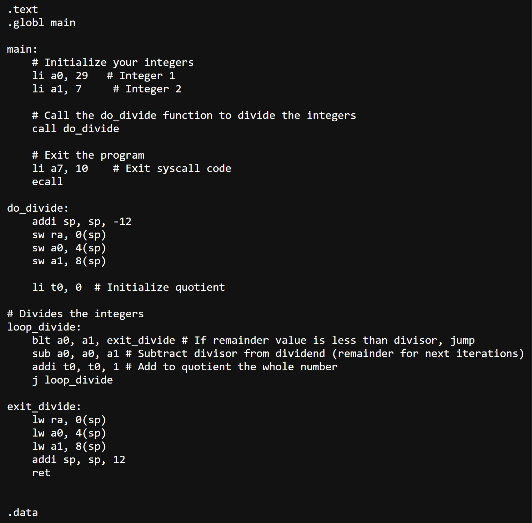 .text
.globl main
main:
# Initialize your integers
li a0, 29 # Integer 1
li a1, 7 # Integer 2
# Call the do_divide function to divide the integers
call do_divide
# Exit the program
li a7, 10 # Exit syscall code
ecall
do_divide:
addi sp, sp, -12
sw ra, 0(sp)
sw a0, 4(sp)
sw a1, 8(sp)
li t0, 0 # Initialize quotient
# Divides the integers
loop_divide:
blt a0, a1, exit_divide # If remainder value is less than divisor, jump
sub a0, a0, a1 # Subtract divisor from dividend (remainder for next iterations)
addi t0, t0, 1 # Add to quotient the whole number
j loop_divide
exit_divide:
lw ra, 0(sp)
lw a0, 4(sp)
lw a1, 8(sp)
addi sp, sp, 12
ret
.data